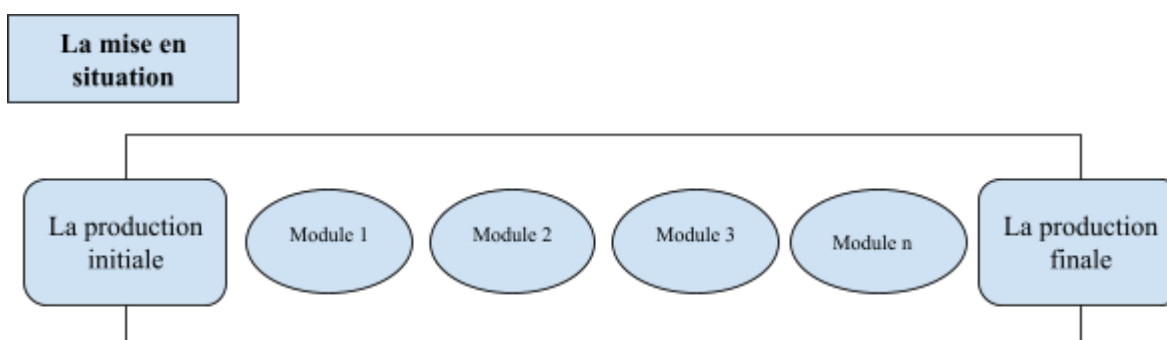 La mise en
situation
La production
initiale
Module 1
Module 2
Module 3
Module n
La production
finale